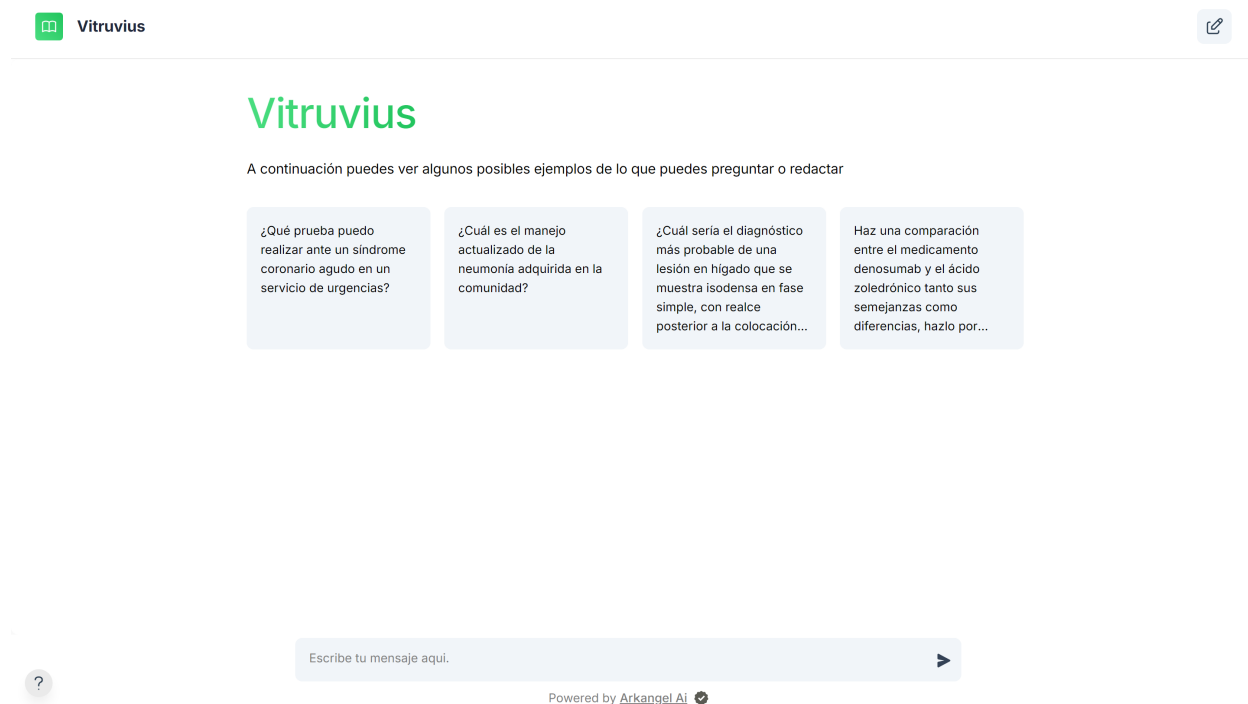 Vitruvius
Vitruvius
A continuación puedes ver algunos posibles ejemplos de lo que puedes preguntar o redactar
¿Qué prueba puedo
realizar ante un síndrome
coronario agudo en un
servicio de urgencias?
¿Cuál es el manejo
actualizado de la
neumonía adquirida en la
comunidad?
¿Cuál sería el diagnóstico
más probable de una
lesión en hígado que se
muestra isodensa en fase
simple, con realce
posterior a la colocación...
Haz una comparación
entre el medicamento
denosumab y el ácido
zoledrónico tanto sus
semejanzas como
diferencias, hazlo por...
Escribe tu mensaje aqui.
?
Powered by Arkangel Ai